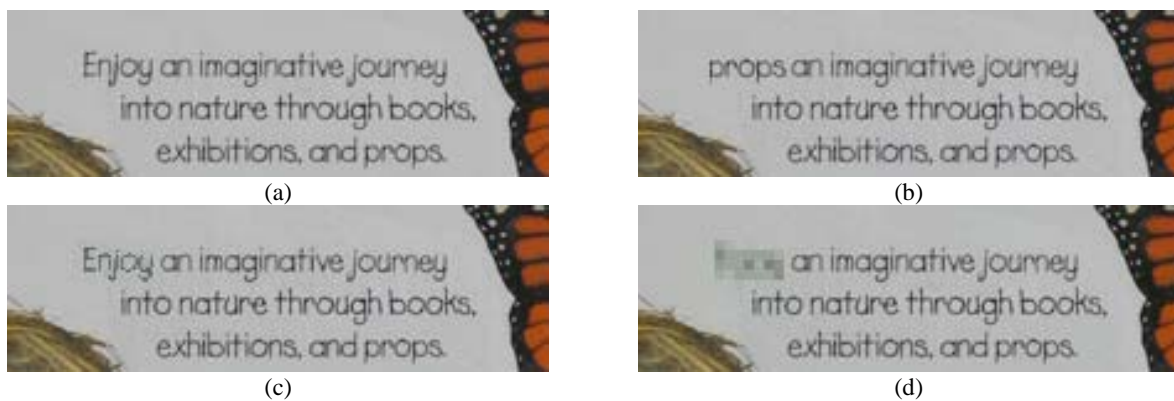 Enjoy an imaginative journey
into nature through books,
exhibitions, and props.
(a)
props an imaginative journey
into nature through books,
exhibitions, and props.
(b)
Enjoy an imaginative journey
into nature through books,
exhibitions, and props.
(c)
an imaginative journey
into nature through books,
exhibitions, and props.
(d)